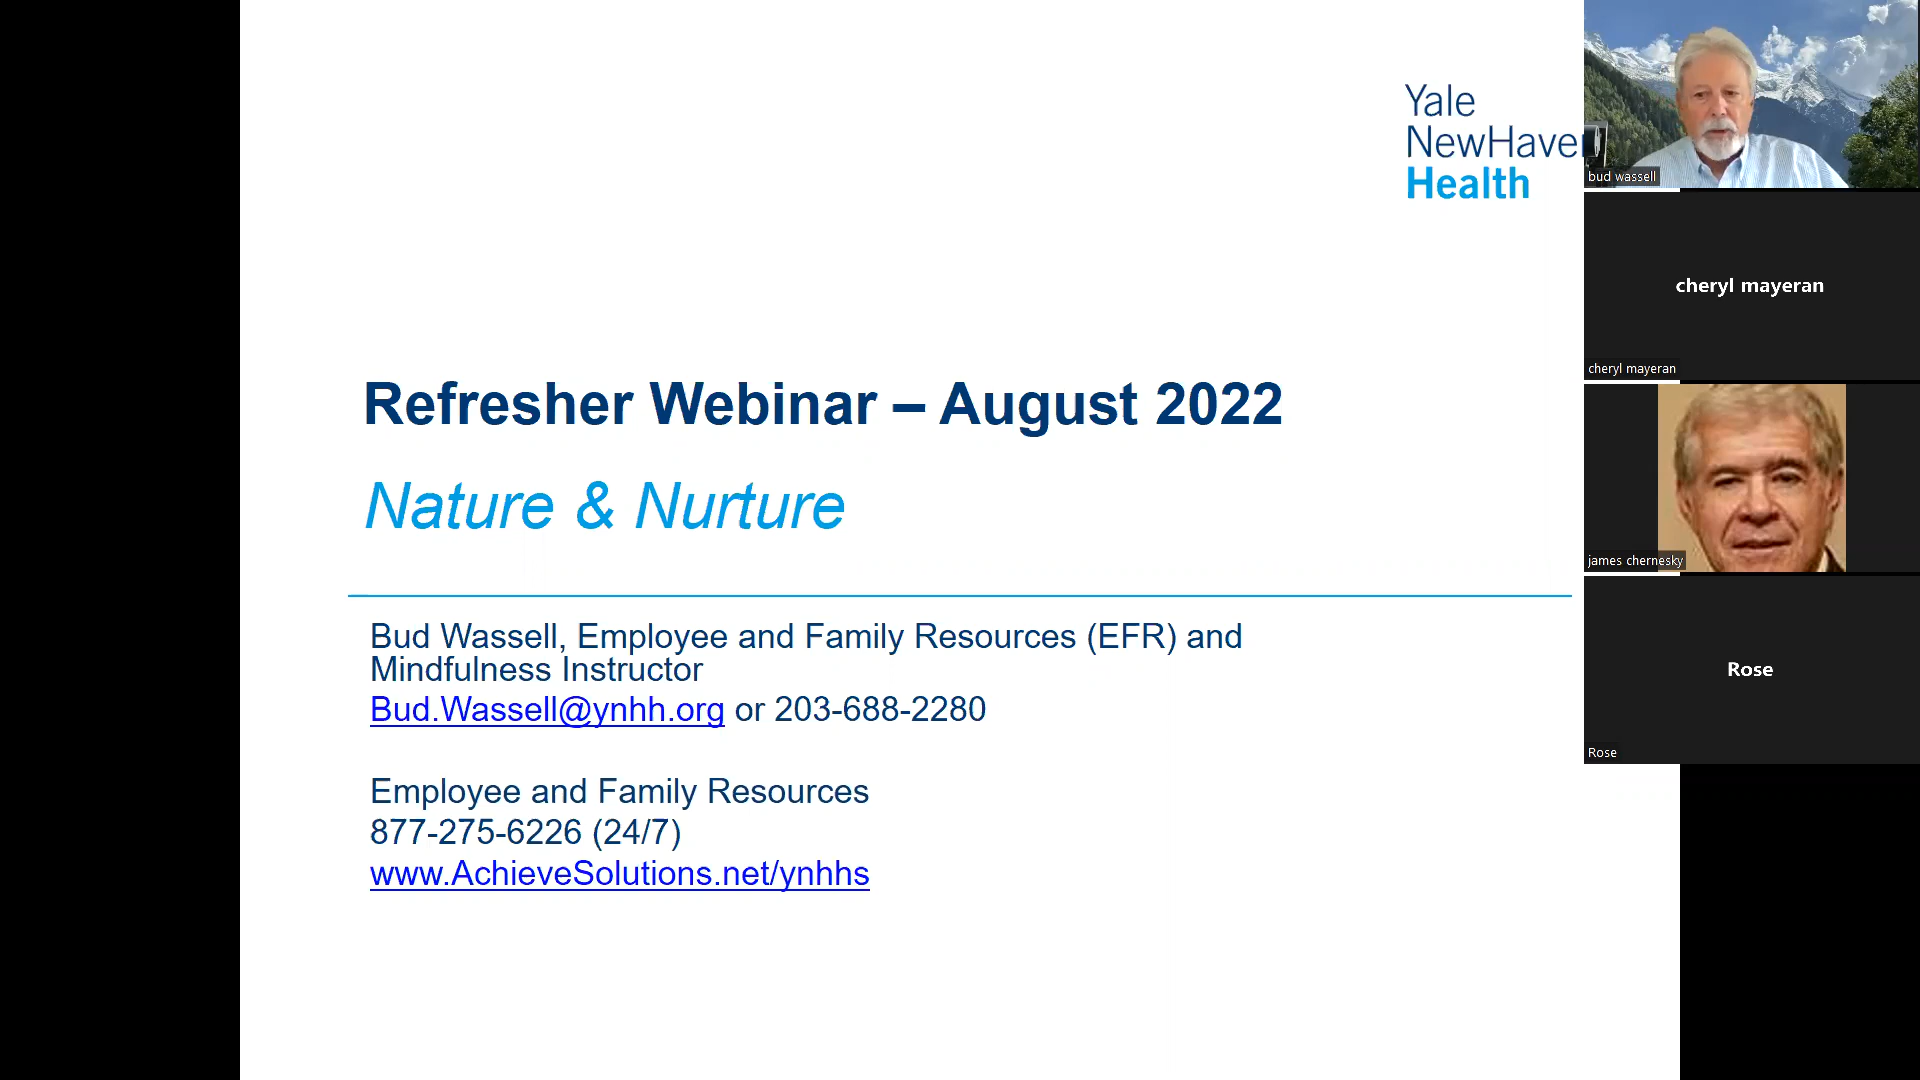 Yale
NewHave
Health
Refresher Webinar – August 2022
Nature & Nurture
Bud Wassell, Employee and Family Resources (EFR) and
Mindfulness Instructor
Bud.Wassell@ynhh.org or 203-688-2280
Employee and Family Resources
877-275-6226 (24/7)
www.AchieveSolutions.net/ynhhs
bud wassell
cheryl mayeran
cheryl mayeran
james chernesky
Rose
Rose